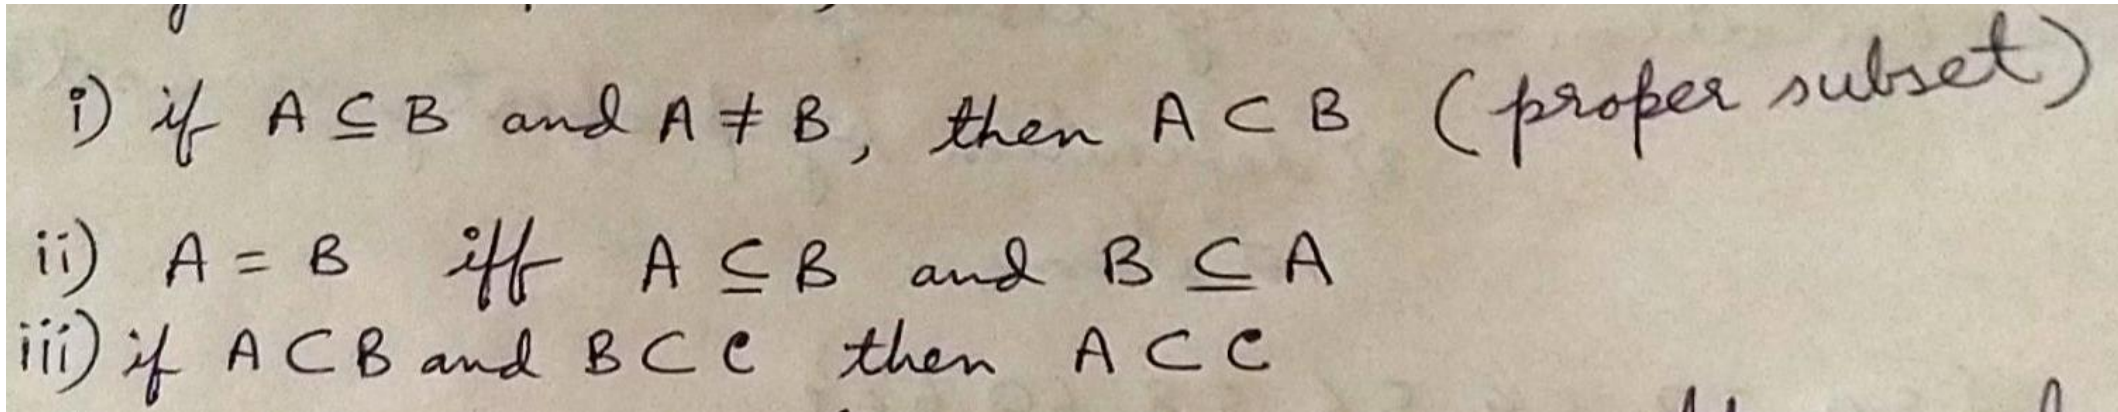 i) if A ⊆ B and A ≠ B, then A ⊂ B (proper subset)
ii) A = B iff A ⊆ B and B ⊆ A
iii) if A ⊂ B and B ⊂ C then A ⊂ C